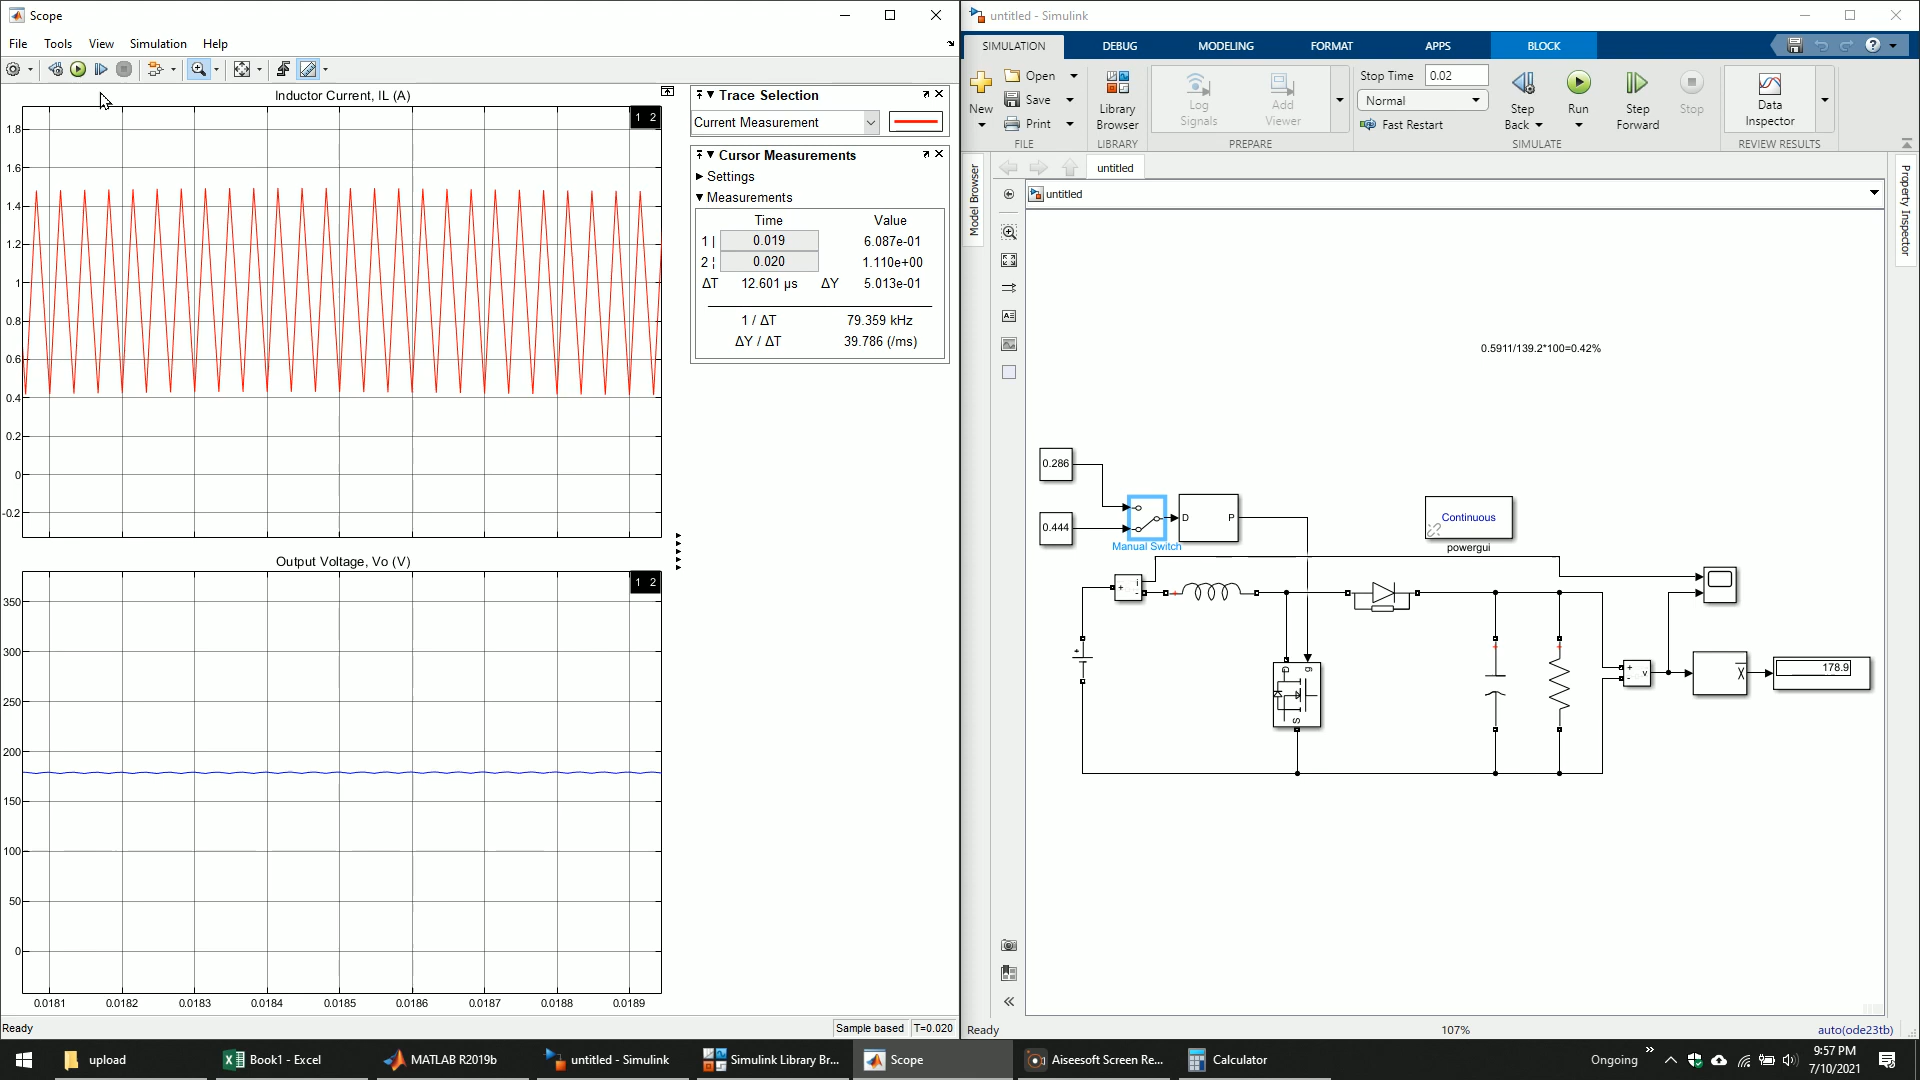 Scope
File Tools View Simulation Help
Inductor Current, IL (A)
1 2
1.8
1.6
1.4
1.2
1
0.8
0.6
0.4
0.2
0
-0.2
Output Voltage, Vo (V)
1 2
350
300
250
200
150
100
50
0
0.0181 0.0182 0.0183 0.0184 0.0185 0.0186 0.0187 0.0188 0.0189
Ready
Sample based T=0.020
Trace Selection
Current Measurement
Cursor Measurements
Settings
Measurements
Time Value
1 0.019 6.087e-01
2 0.020 1.110e+00
ΔT 12.601 µs ΔY 5.013e-01
1 / ΔT 79.359 kHz
ΔY / ΔT 39.786 (/ms)
untitled - Simulink
SIMULATION DEBUG MODELING FORMAT APPS BLOCK
New
Open
Save
Print
FILE
Library
Browser
LIBRARY
Log
Signals
Add
Viewer
PREPARE
Stop Time 0.02
Normal
Fast Restart
Step
Back
Run
Step
Forward
Stop
SIMULATE
Data
Inspector
REVIEW RESULTS
Model Browser
Property Inspector
untitled
untitled
0.5911/139.2*100=0.42%
0.286
0.444
Manual Switch
D P
Continuous
powergui
+ i
-
D g
S
+ v
-
X
178.9
Ready 107% auto(ode23tb)
upload
Book1 - Excel
MATLAB R2019b
untitled - Simulink
Simulink Library Br...
Scope
Aiseesoft Screen Re...
Calculator
Ongoing
9:57 PM
7/10/2021